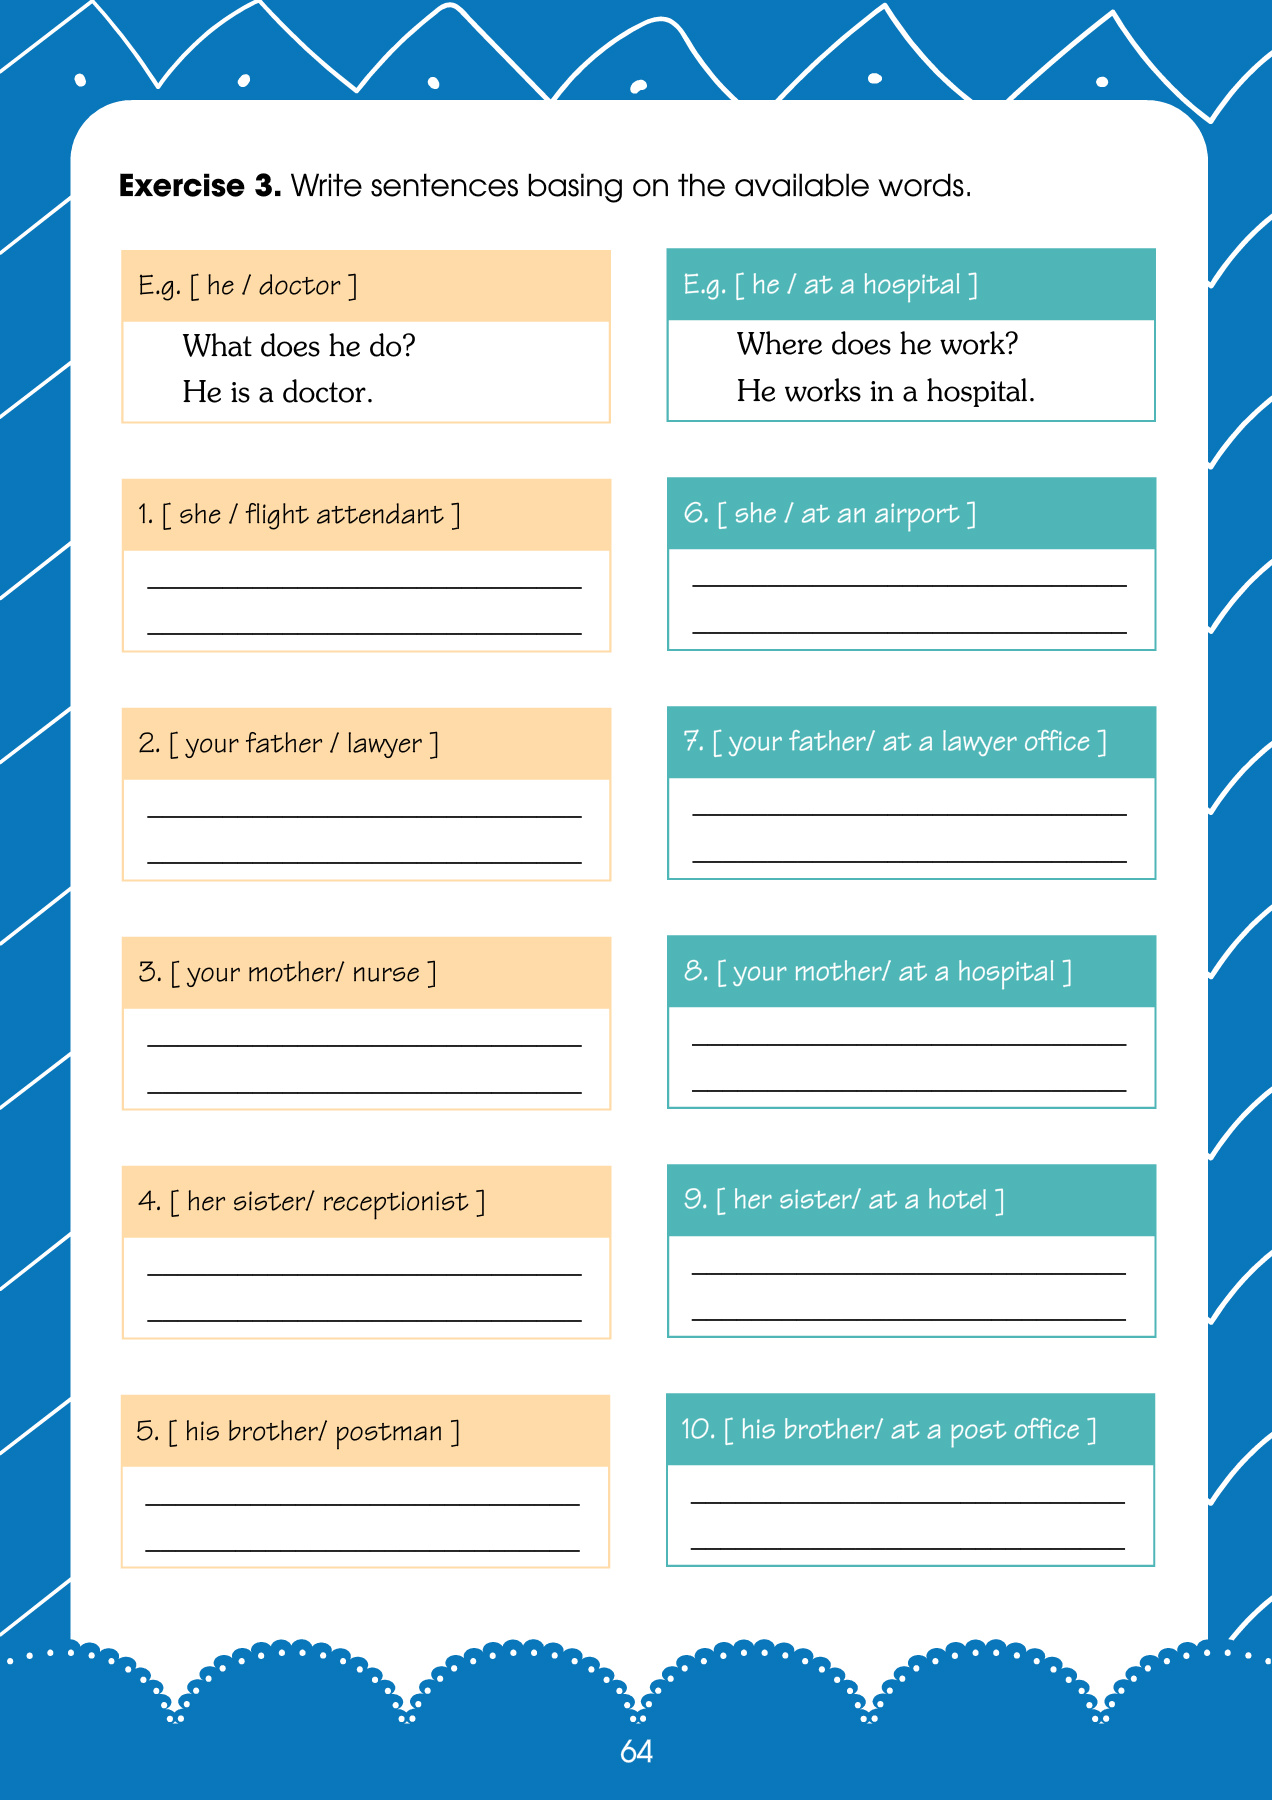 Exercise 3. Write sentences basing on the available words.
E.g. [ he / doctor ]
What does he do?
He is a doctor.
E.g. [ he / at a hospital ]
Where does he work?
He works in a hospital.
1. [ she / flight attendant ]
6. [ she / at an airport ]
2. [ your father / lawyer ]
7. [ your father/ at a lawyer office ]
3. [ your mother/ nurse ]
8. [ your mother/ at a hospital ]
4. [ her sister/ receptionist ]
9. [ her sister/ at a hotel ]
5. [ his brother/ postman ]
10. [ his brother/ at a post office ]
64